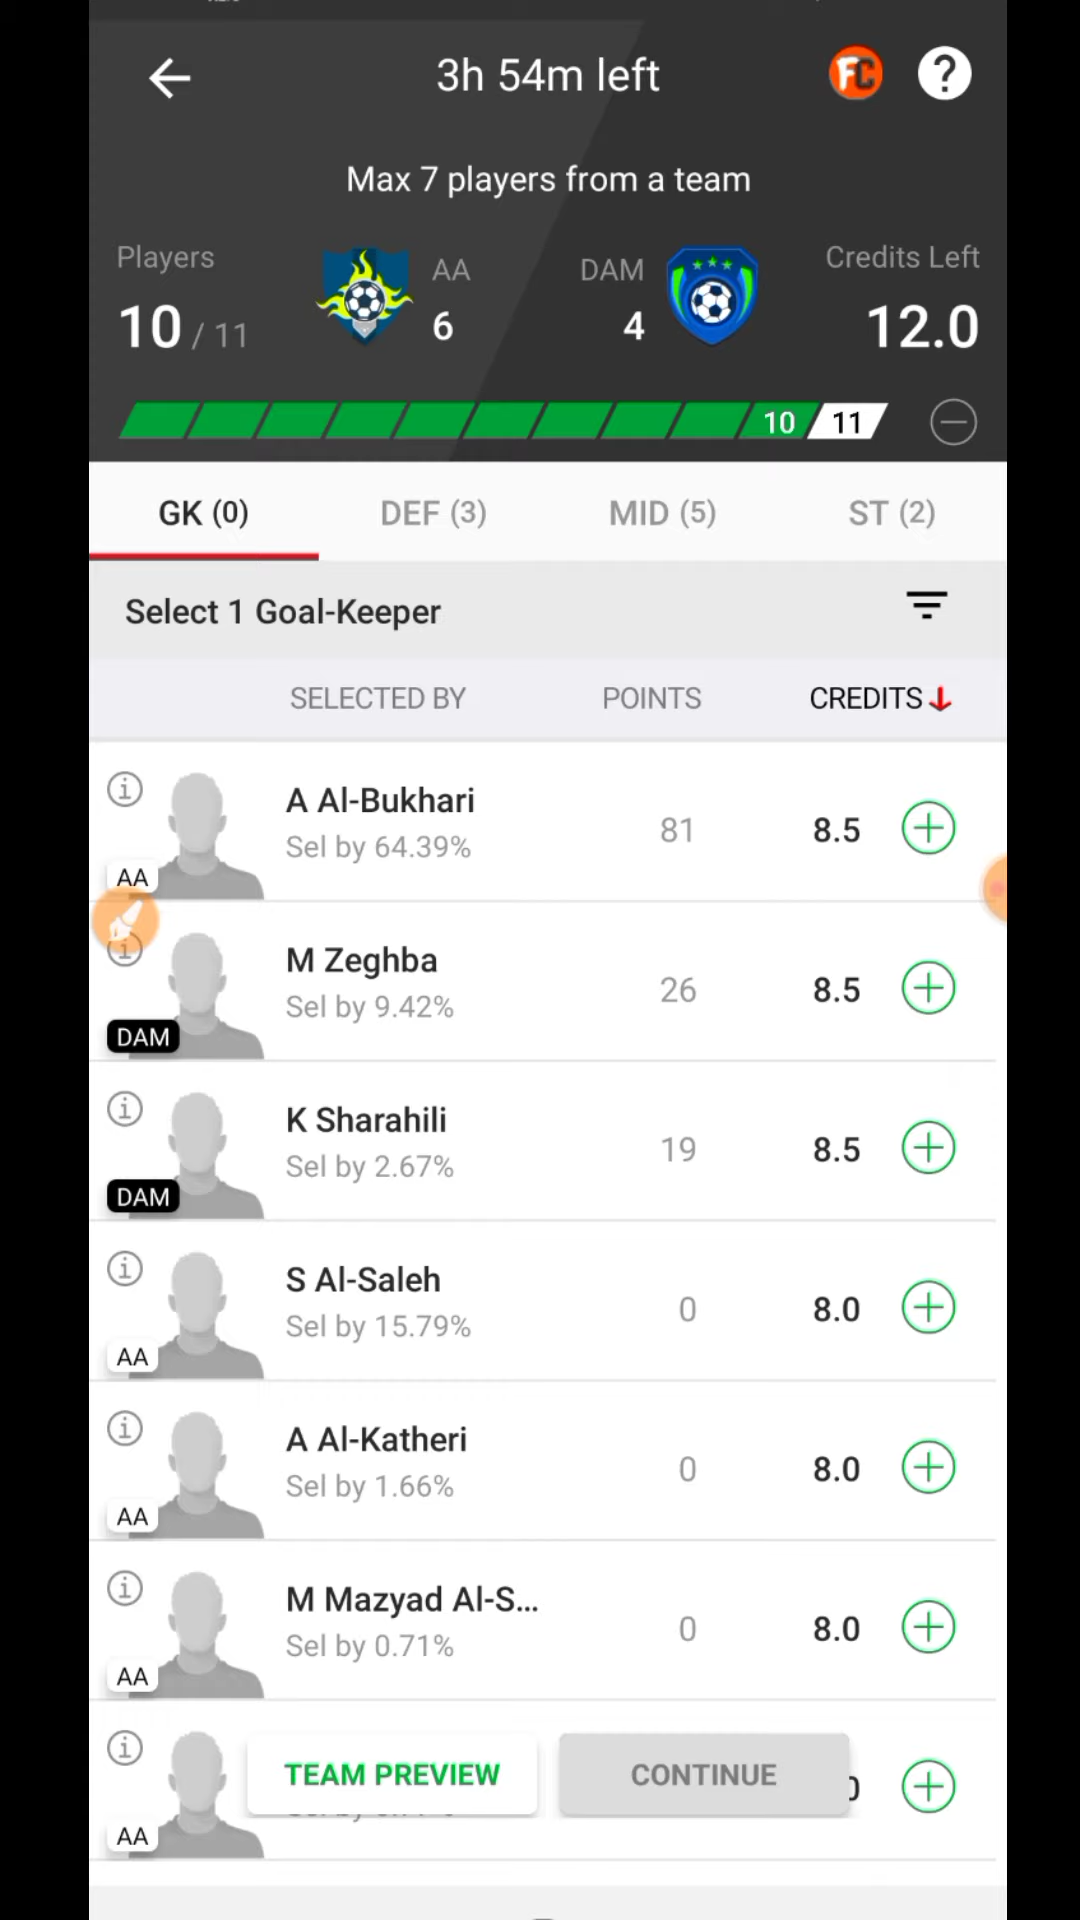 3h 54m left
FC
?
Max 7 players from a team
Players
AA
DAM
Credits Left
10 / 11
6
4
12.0
10
11
GK (0)
DEF (3)
MID (5)
ST (2)
Select 1 Goal-Keeper
SELECTED BY
POINTS
CREDITS
A Al-Bukhari
Sel by 64.39%
81
8.5
AA
M Zeghba
Sel by 9.42%
26
8.5
DAM
K Sharahili
Sel by 2.67%
19
8.5
DAM
S Al-Saleh
Sel by 15.79%
0
8.0
AA
A Al-Katheri
Sel by 1.66%
0
8.0
AA
M Mazyad Al-S...
Sel by 0.71%
0
8.0
AA
TEAM PREVIEW
CONTINUE
AA